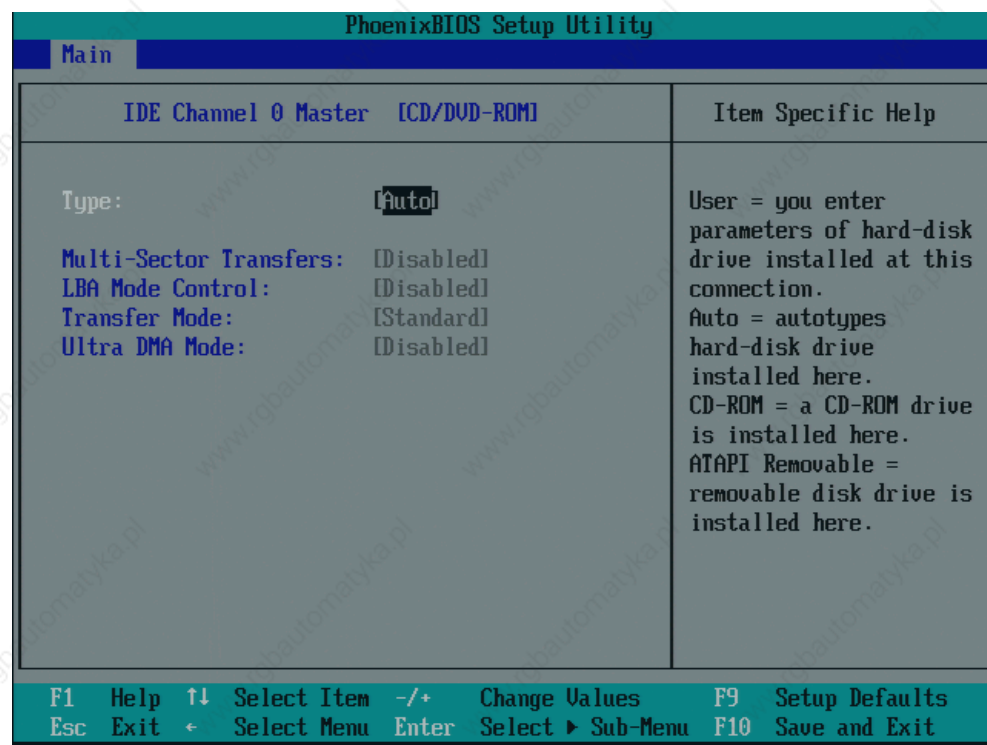 PhoenixBIOS Setup Utility
Main
IDE Channel 0 Master [CD/DVD-ROM]
Type: [Auto]
Multi-Sector Transfers: [Disabled]
LBA Mode Control: [Disabled]
Transfer Mode: [Standard]
Ultra DMA Mode: [Disabled]
Item Specific Help
User = you enter
parameters of hard-disk
drive installed at this
connection.
Auto = autotypes
hard-disk drive
installed here.
CD-ROM = a CD-ROM drive
is installed here.
ATAPI Removable =
removable disk drive is
installed here.
F1 Help ↑↓ Select Item -/+ Change Values F9 Setup Defaults
Esc Exit ← Select Menu Enter Select ▶ Sub-Menu F10 Save and Exit
www.rgbautomatyka.pl